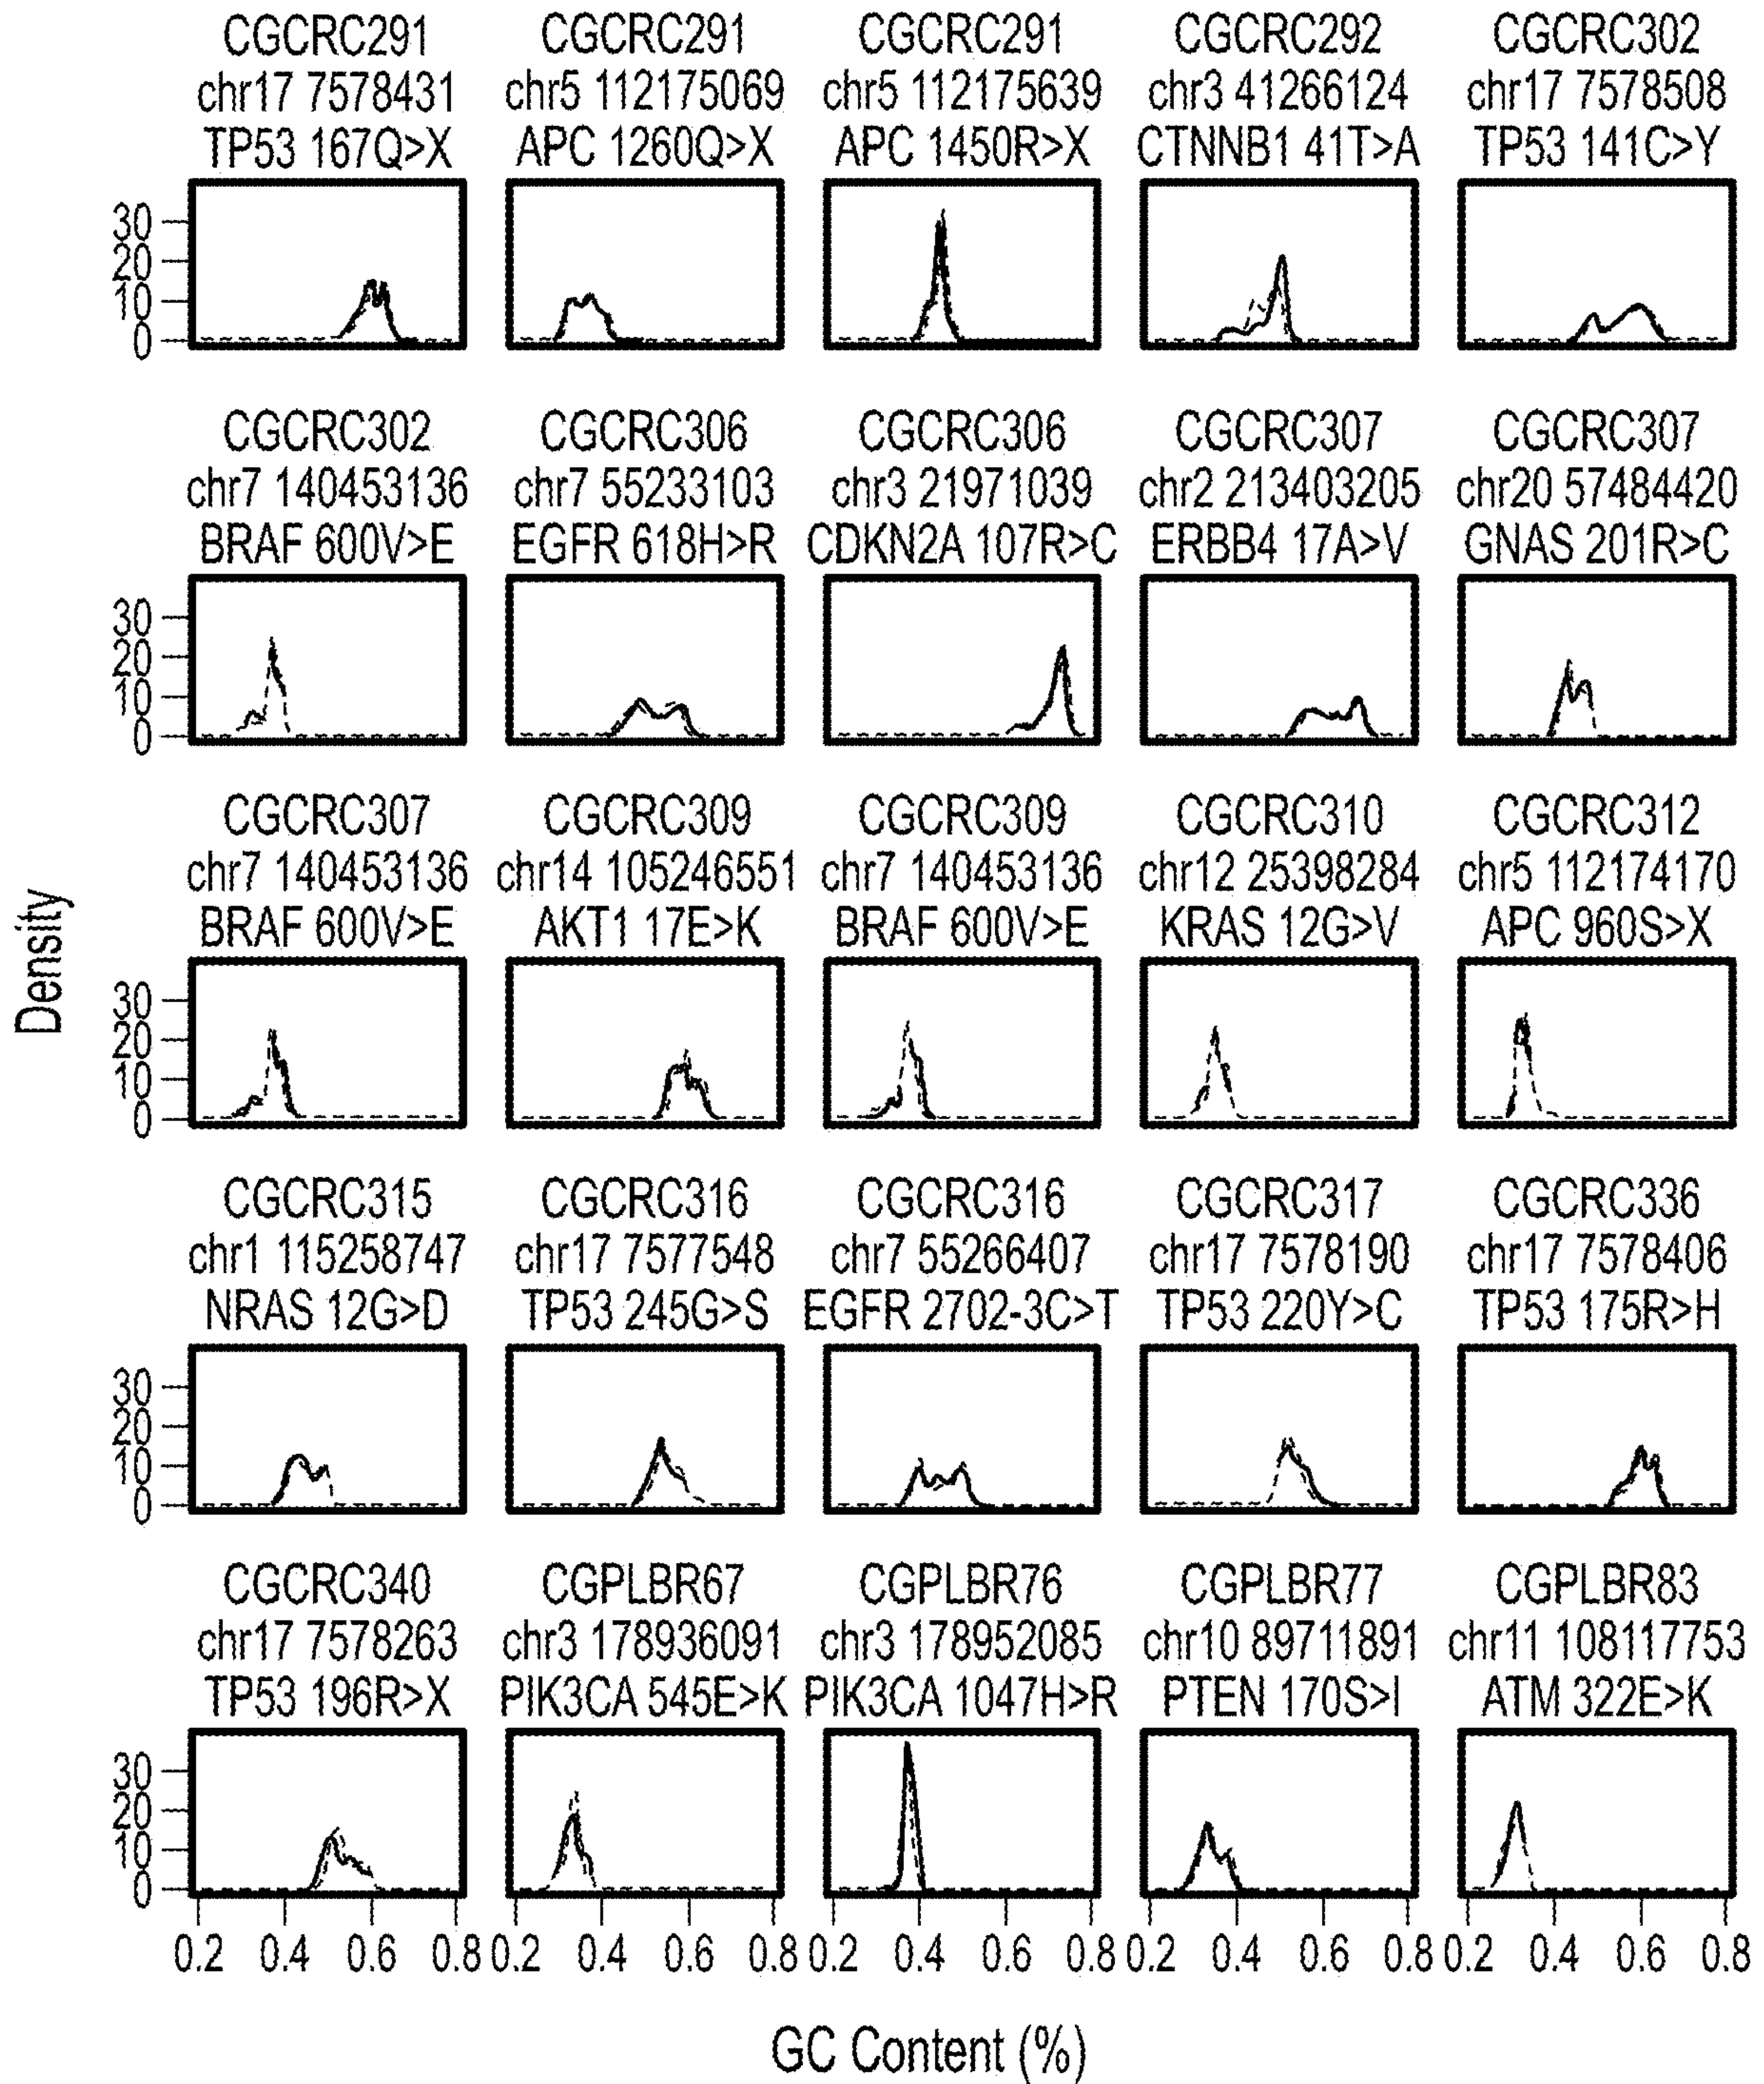 CGCRC291 CGCRC291 CGCRC291 CGCRC292 CGCRC302
chr17 7578431 chr5 112175069 chr5 112175639 chr3 41266124 chr17 7578508
TP53 167Q>X APC 1260Q>X APC 1450R>X CTNNB1 41T>A TP53 141C>Y
30
20
10
0
CGCRC302 CGCRC306 CGCRC306 CGCRC307 CGCRC307
chr7 140453136 chr7 55233103 chr3 21971039 chr2 213403205 chr20 57484420
BRAF 600V>E EGFR 618H>R CDKN2A 107R>C ERBB4 17A>V GNAS 201R>C
30
20
10
0
CGCRC307 CGCRC309 CGCRC309 CGCRC310 CGCRC312
chr7 140453136 chr14 105246551 chr7 140453136 chr12 25398284 chr5 112174170
BRAF 600V>E AKT1 17E>K BRAF 600V>E KRAS 12G>V APC 960S>X
Density
30
20
10
0
CGCRC315 CGCRC316 CGCRC316 CGCRC317 CGCRC336
chr1 115258747 chr17 7577548 chr7 55266407 chr17 7578190 chr17 7578406
NRAS 12G>D TP53 245G>S EGFR 2702-3C>T TP53 220Y>C TP53 175R>H
30
20
10
0
CGCRC340 CGPLBR67 CGPLBR76 CGPLBR77 CGPLBR83
chr17 7578263 chr3 178936091 chr3 178952085 chr10 89711891 chr11 108117753
TP53 196R>X PIK3CA 545E>K PIK3CA 1047H>R PTEN 170S>I ATM 322E>K
30
20
10
0
0.2 0.4 0.6 0.8 0.2 0.4 0.6 0.8 0.2 0.4 0.6 0.8 0.2 0.4 0.6 0.8 0.2 0.4 0.6 0.8
GC Content (%)